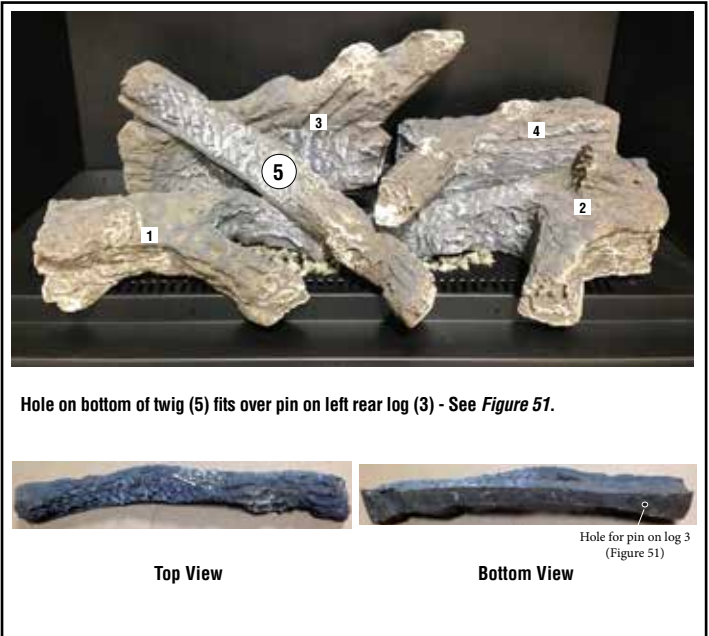 3
4
5
2
1
Hole on bottom of twig (5) fits over pin on left rear log (3) - See Figure 51.
Hole for pin on log 3
(Figure 51)
Top View
Bottom View